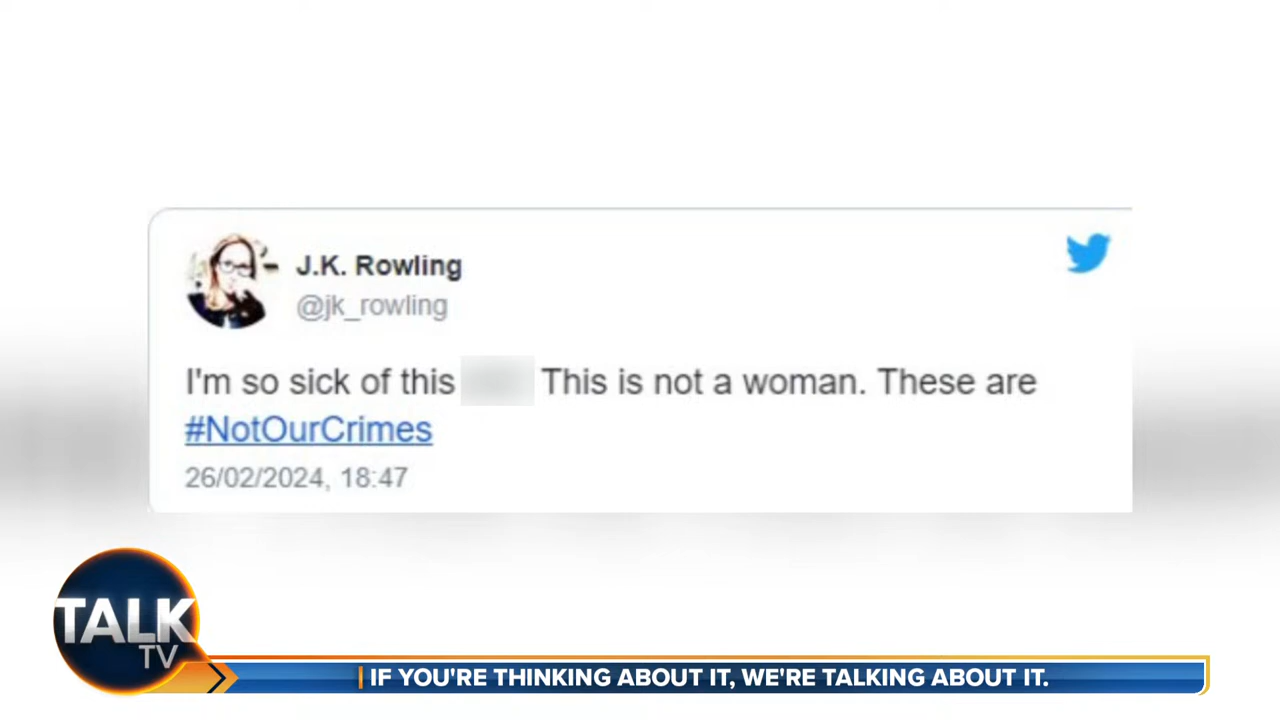 J.K. Rowling
@jk_rowling
I'm so sick of this This is not a woman. These are
#NotOurCrimes
26/02/2024, 18:47
TALK
TV
IF YOU'RE THINKING ABOUT IT, WE'RE TALKING ABOUT IT.